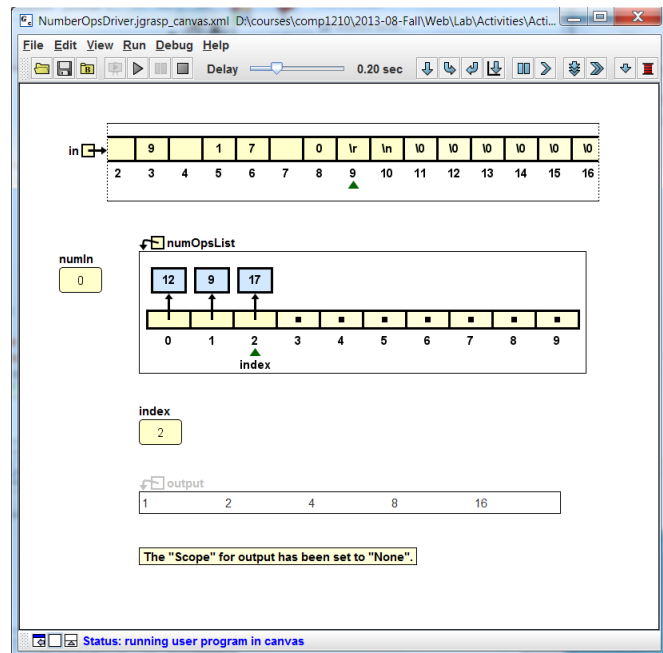 NumberOpsDriver.jgrasp_canvas.xml D:\courses\comp1210\2013-08-Fall\Web\Lab\Activities\Acti...
File Edit View Run Debug Help
Delay 0.20 sec
in 9 1 7 0 \r \n \0 \0 \0 \0 \0 \0
2 3 4 5 6 7 8 9 10 11 12 13 14 15 16
numOpsList
numIn
0
12 9 17
0 1 2 3 4 5 6 7 8 9
index
index
2
output
1 2 4 8 16
The "Scope" for output has been set to "None".
Status: running user program in canvas